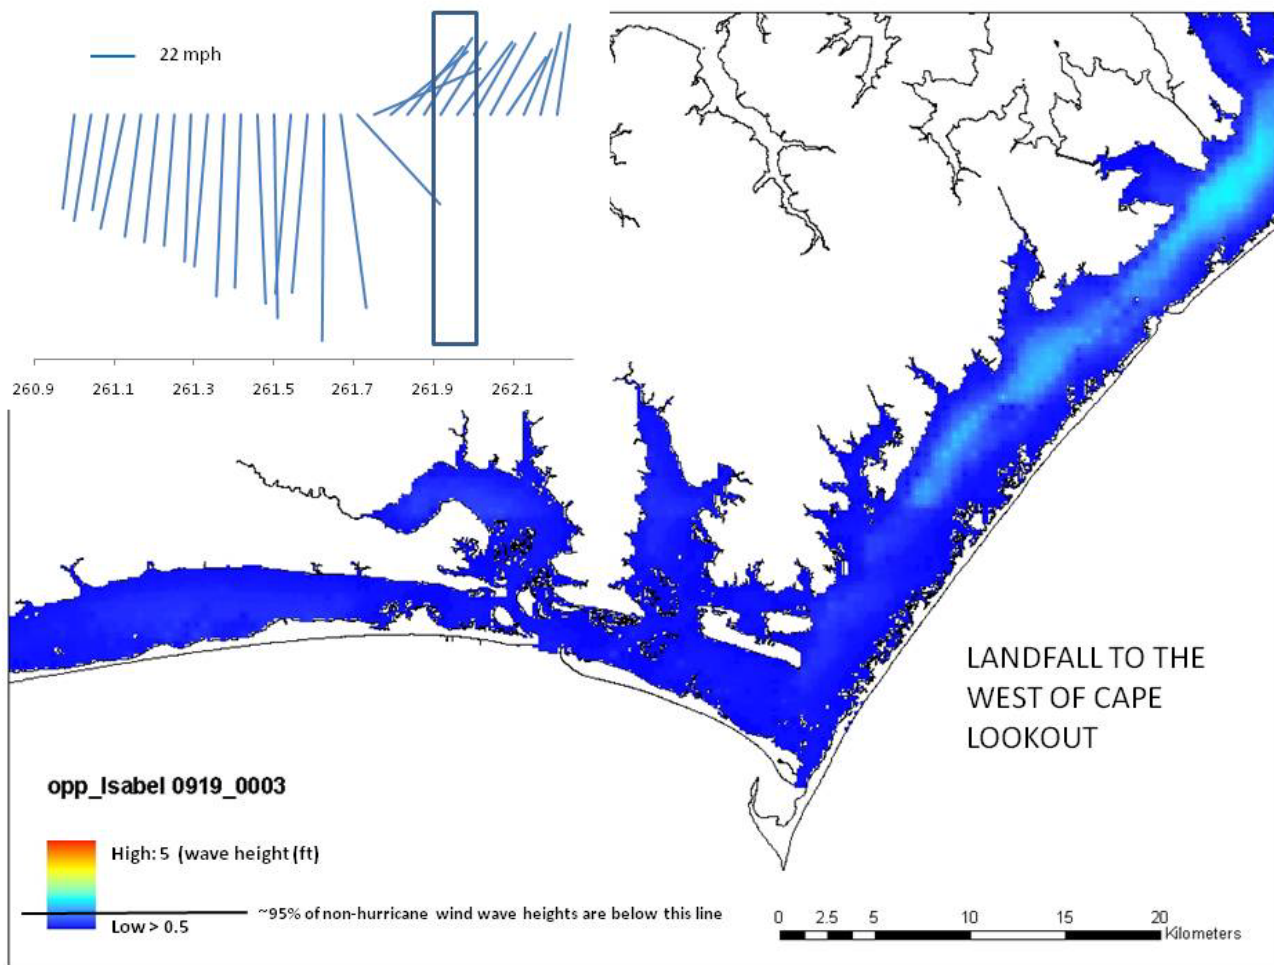 22 mph
260.9 261.1 261.3 261.5 261.7 261.9 262.1
LANDFALL TO THE
WEST OF CAPE
LOOKOUT
opp_Isabel 0919_0003
High: 5 (wave height (ft)
~95% of non-hurricane wind wave heights are below this line
Low > 0.5
0 2.5 5 10 15 20
Kilometers